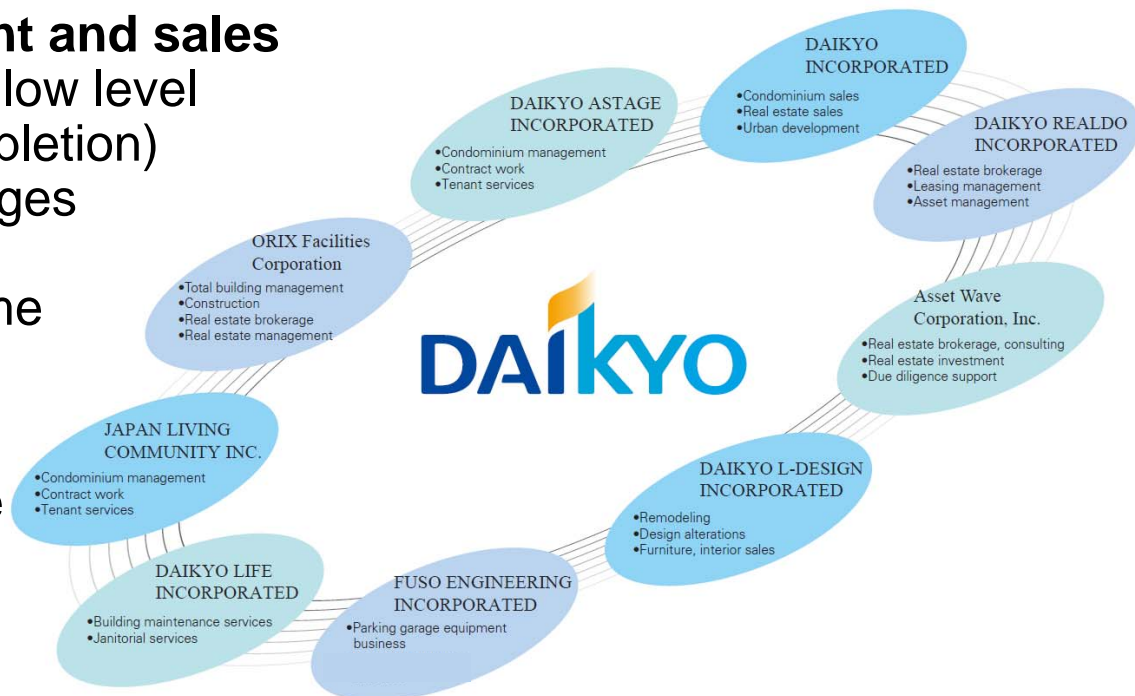 nt and sales
low level
pletion)
ges
ne
e
DAIKYO
INCORPORATED
•Condominium sales
•Real estate sales
•Urban development
DAIKYO ASTAGE
INCORPORATED
•Condominium management
•Contract work
•Tenant services
DAIKYO REALDO
INCORPORATED
•Real estate brokerage
•Leasing management
•Asset management
ORIX Facilities
Corporation
•Total building management
•Construction
•Real estate brokerage
•Real estate management
Asset Wave
Corporation, Inc.
•Real estate brokerage, consulting
•Real estate investment
•Due diligence support
DAIKYO
JAPAN LIVING
COMMUNITY INC.
•Condominium management
•Contract work
•Tenant services
DAIKYO L-DESIGN
INCORPORATED
•Remodeling
•Design alterations
•Furniture, interior sales
DAIKYO LIFE
INCORPORATED
•Building maintenance services
•Janitorial services
FUSO ENGINEERING
INCORPORATED
•Parking garage equipment
business